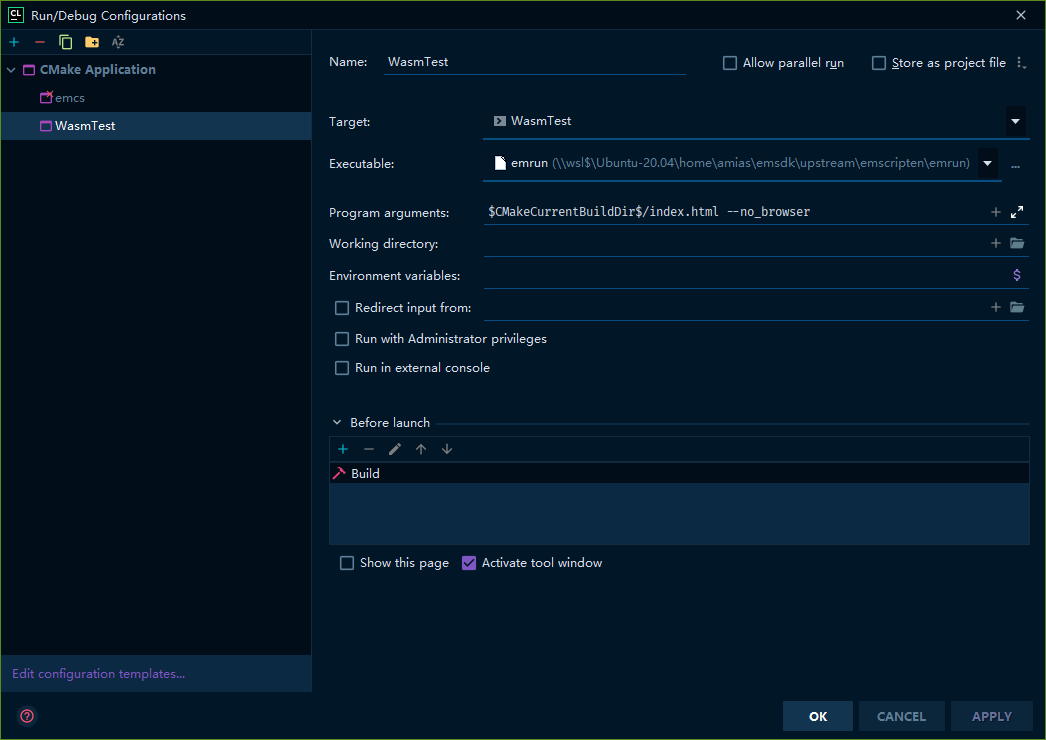 CL Run/Debug Configurations
AZ
CMake Application
emcs
WasmTest
Name: WasmTest
Allow parallel run
Store as project file
Target: WasmTest
Executable: emrun (\\wsl$\Ubuntu-20.04\home\amias\emsdk\upstream\emscripten\emrun) ...
Program arguments: $CMakeCurrentBuildDir$/index.html --no_browser
Working directory:
Environment variables: $
Redirect input from:
Run with Administrator privileges
Run in external console
Before launch
Build
Show this page
Activate tool window
Edit configuration templates...
?
OK
CANCEL
APPLY